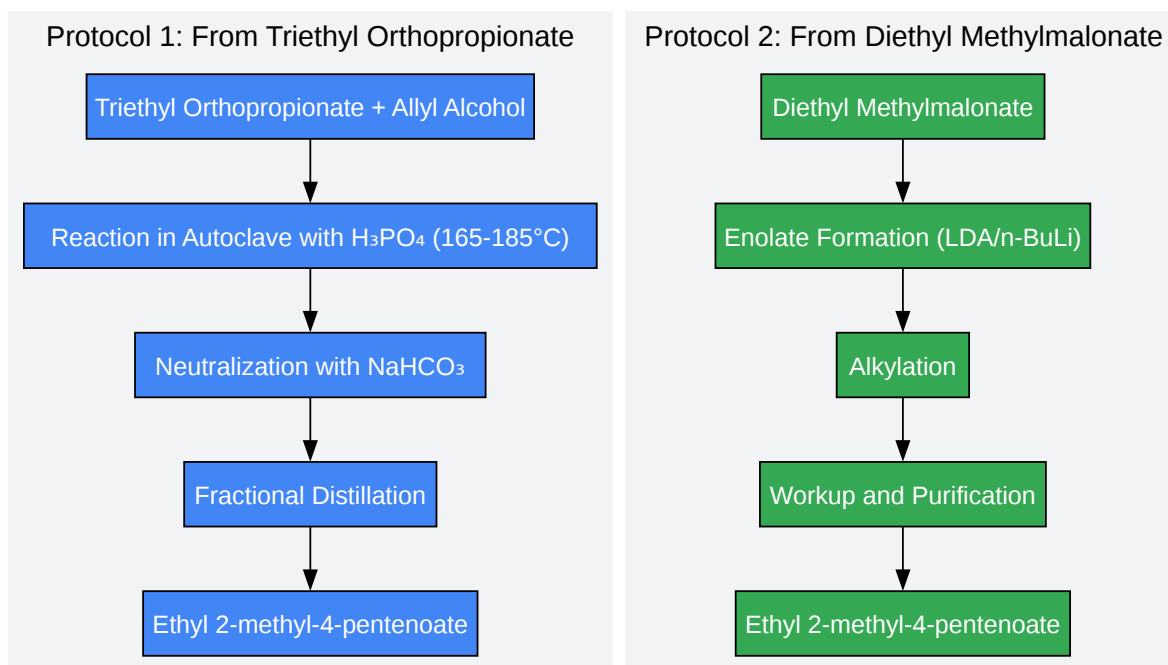 Protocol 1: From Triethyl Orthopropionate
Triethyl Orthopropionate + Allyl Alcohol
Reaction in Autoclave with H₃PO₄ (165-185°C)
Neutralization with NaHCO₃
Fractional Distillation
Ethyl 2-methyl-4-pentenoate
Protocol 2: From Diethyl Methylmalonate
Diethyl Methylmalonate
Enolate Formation (LDA/n-BuLi)
Alkylation
Workup and Purification
Ethyl 2-methyl-4-pentenoate